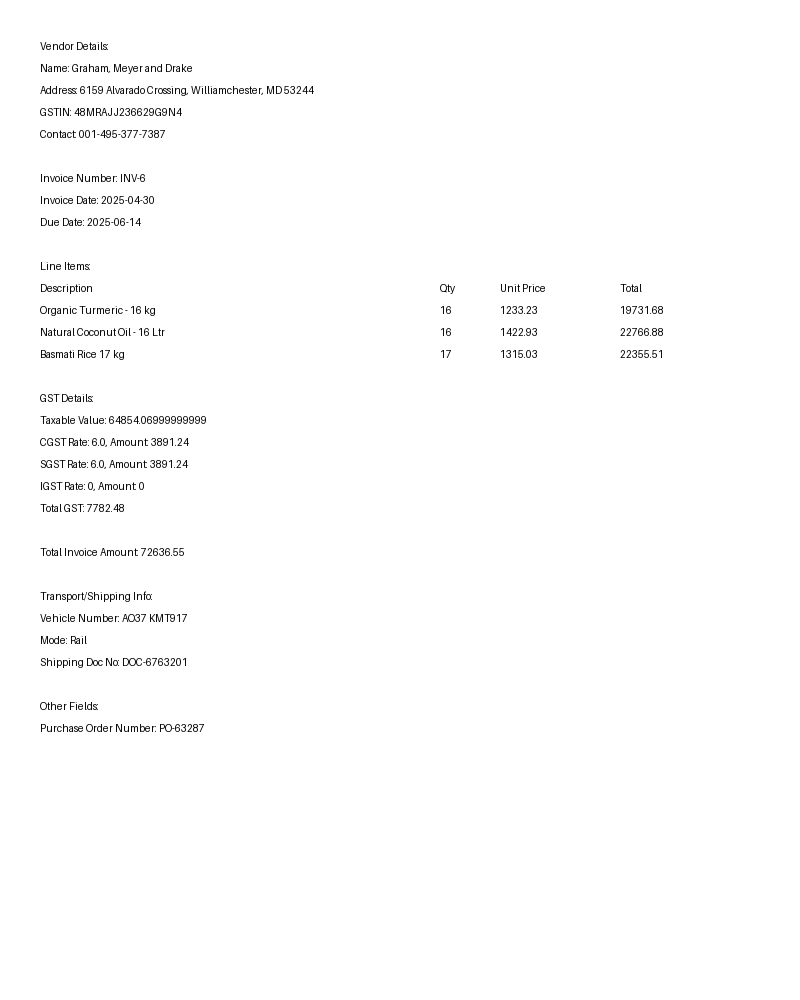 Vendor Details:
Name: Graham, Meyer and Drake
Address: 6159 Alvarado Crossing, Williamchester, MD 53244
GSTIN: 48MRAJJ236629G9N4
Contact: 001-495-377-7387
Invoice Number: INV-6
Invoice Date: 2025-04-30
Due Date: 2025-06-14
Line Items:
Description Qty Unit Price Total
Organic Turmeric - 16 kg 16 1233.23 19731.68
Natural Coconut Oil - 16 Ltr 16 1422.93 22766.88
Basmati Rice 17 kg 17 1315.03 22355.51
GST Details:
Taxable Value: 64854.06999999999
CGST Rate: 6.0, Amount: 3891.24
SGST Rate: 6.0, Amount: 3891.24
IGST Rate: 0, Amount: 0
Total GST: 7782.48
Total Invoice Amount: 72636.55
Transport/Shipping Info:
Vehicle Number: AO37 KMT917
Mode: Rail
Shipping Doc No: DOC-6763201
Other Fields:
Purchase Order Number: PO-63287